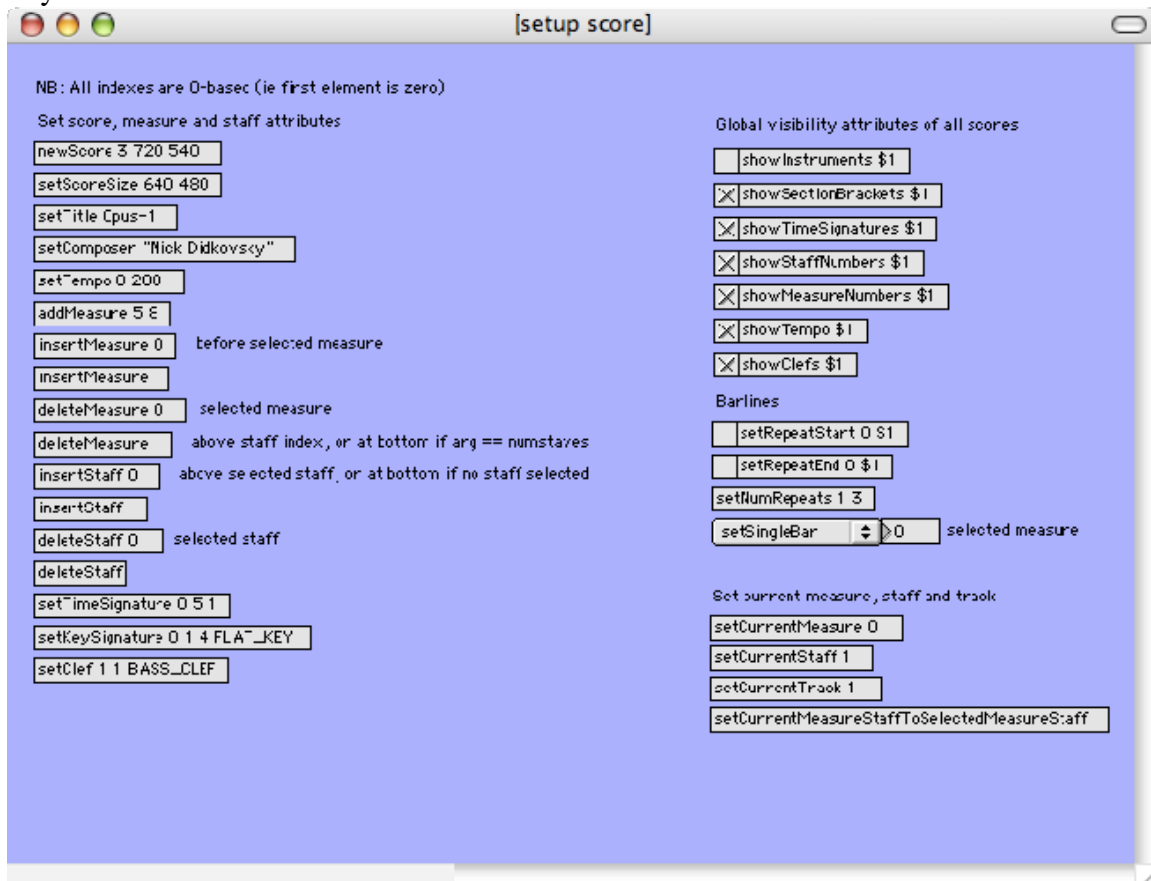 [setup score]
NB: All indexes are 0-based (ie first element is zero)
Set score, measure and staff attributes
newScore 3 720 540
setScoreSize 640 480
setTitle Opus-1
setComposer "Nick Didkovsky"
setTempo 0 200
addMeasure 5 8
insertMeasure 0 before selected measure
insertMeasure
deleteMeasure 0 selected measure
deleteMeasure above staff index, or at bottom if arg == numstaves
insertStaff 0 above selected staff, or at bottom if no staff selected
insertStaff
deleteStaff 0 selected staff
deleteStaff
setTimeSignature 0 5 1
setKeySignature 0 1 4 FLAT_KEY
setClef 1 1 BASS_CLEF
Global visibility attributes of all scores
showInstruments $1
showSectionBrackets $1
showTimeSignatures $1
showStaffNumbers $1
showMeasureNumbers $1
showTempo $1
showClefs $1
Barlines
setRepeatStart 0 $1
setRepeatEnd 0 $1
setNumRepeats 1 3
setSingleBar 0 selected measure
Set current measure, staff and track
setCurrentMeasure 0
setCurrentStaff 1
setCurrentTrack 1
setCurrentMeasureStaffToSelectedMeasureStaff